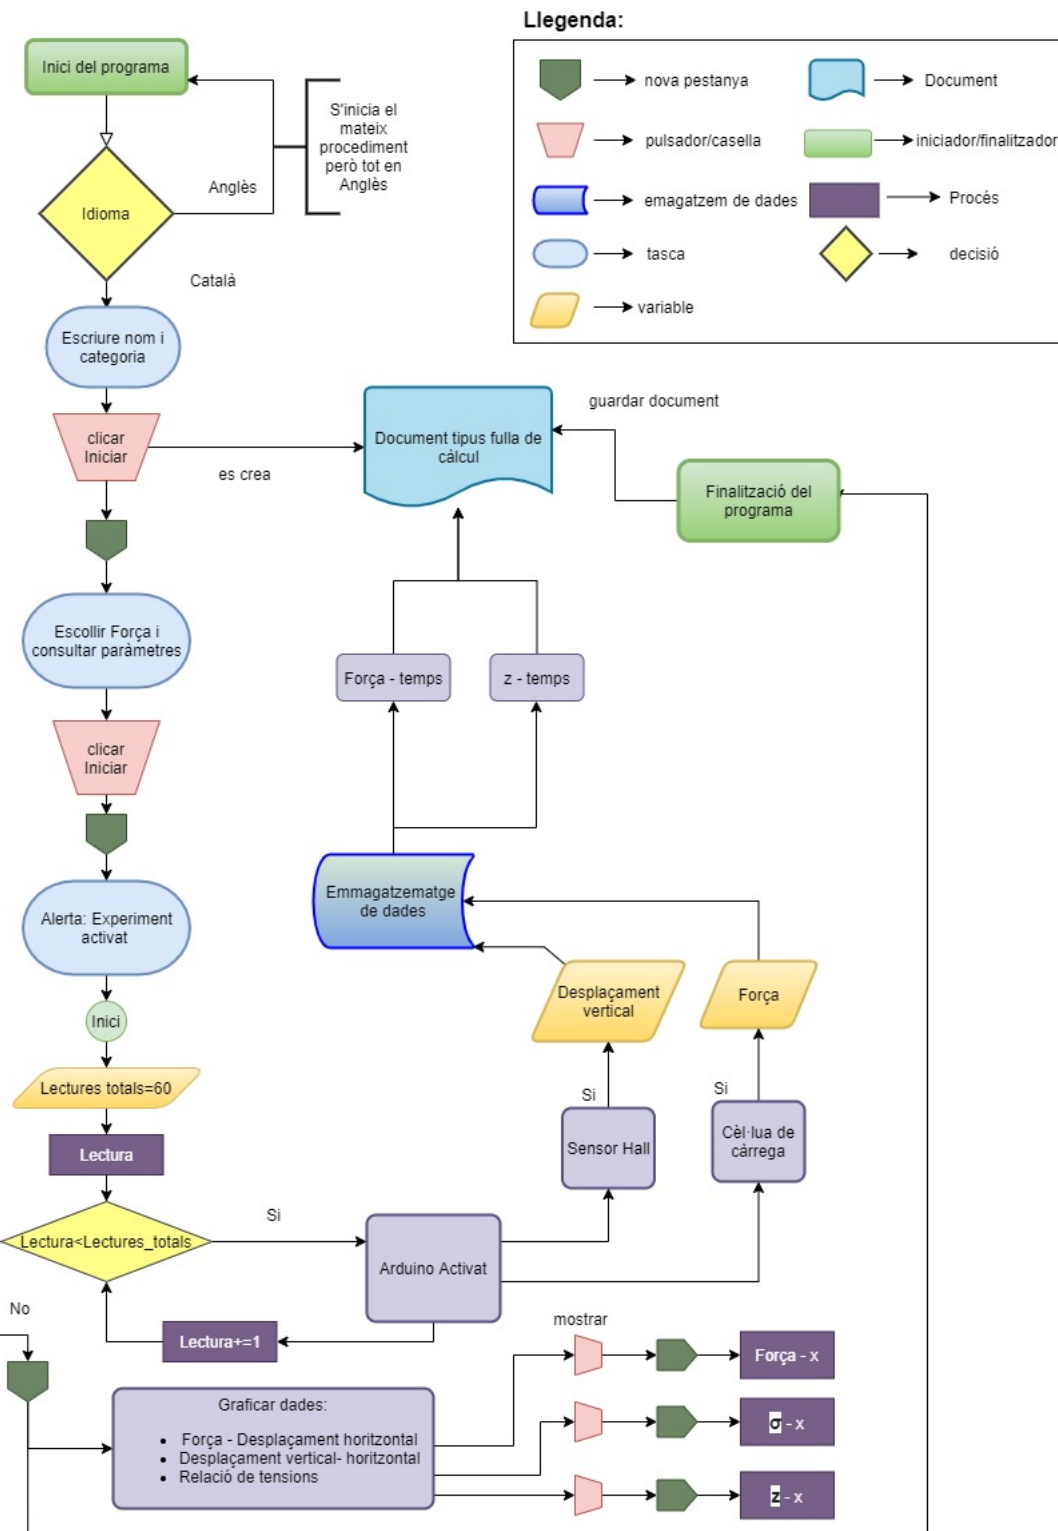 Llegenda:
nova pestanya
Document
pulsador/casella
iniciador/finalitzador
emagatzem de dades
Procés
tasca
decisió
variable
Inici del programa
S'inicia el
mateix
procediment
però tot en
Anglès
Anglès
Idioma
Català
Escriure nom i
categoria
clicar
Iniciar
es crea
Document tipus fulla de
càlcul
guardar document
Finalització del
programa
Escollir Força i
consultar paràmetres
Força - temps
z - temps
clicar
Iniciar
Alerta: Experiment
activat
Emmagatzematge
de dades
Desplaçament
vertical
Força
Inici
Lectures totals=60
Si
Si
Sensor Hall
Cèl·lua de
càrrega
Lectura
Lectura<Lectures_totals
Si
Arduino Activat
No
Lectura+=1
mostrar
Força - x
Graficar dades:
• Força - Desplaçament horitzontal
• Desplaçament vertical- horitzontal
• Relació de tensions
σ - x
z - x